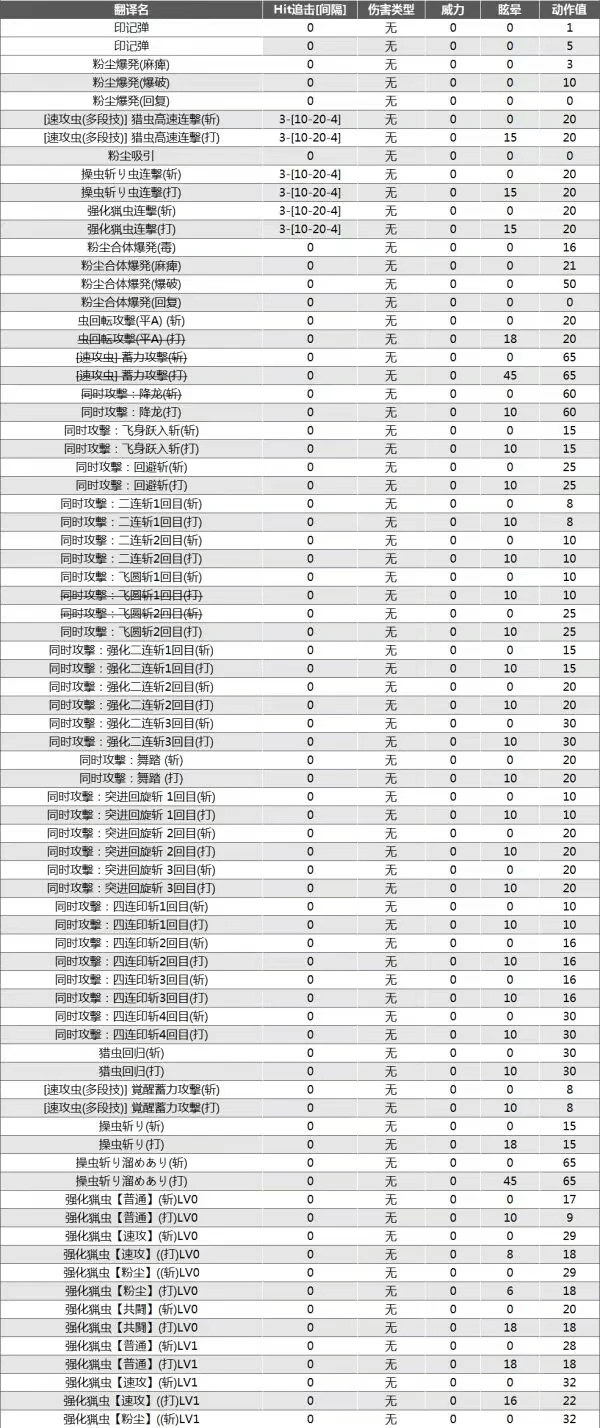 翻译名 Hit追击[间隔] 伤害类型 威力 眩晕 动作值
印记弹 0 无 0 0 1
印记弹 0 无 0 0 5
粉尘爆発(麻痺) 0 无 0 0 3
粉尘爆発(爆破) 0 无 0 0 10
粉尘爆発(回复) 0 无 0 0 0
[速攻虫(多段技)] 猎虫高速连擊(斩) 3-[10-20-4] 无 0 0 20
[速攻虫(多段技)] 猎虫高速连擊(打) 3-[10-20-4] 无 0 15 20
粉尘吸引 0 无 0 0 0
操虫斩り虫连擊(斩) 3-[10-20-4] 无 0 0 20
操虫斩り虫连擊(打) 3-[10-20-4] 无 0 15 20
强化猟虫连擊(斩) 3-[10-20-4] 无 0 0 20
强化猟虫连擊(打) 3-[10-20-4] 无 0 15 20
粉尘合体爆発(毒) 0 无 0 0 16
粉尘合体爆発(麻痺) 0 无 0 0 21
粉尘合体爆発(爆破) 0 无 0 0 50
粉尘合体爆発(回复) 0 无 0 0 0
虫回転攻擊(平A) (斩) 0 无 0 0 20
虫回転攻擊(平A) (打) 0 无 0 18 20
[速攻虫] 蓄力攻擊(斩) 0 无 0 0 65
[速攻虫] 蓄力攻擊(打) 0 无 0 45 65
同时攻擊：降龙(斩) 0 无 0 0 60
同时攻擊：降龙(打) 0 无 0 10 60
同时攻擊：飞身跃入斩(斩) 0 无 0 0 15
同时攻擊：飞身跃入斩(打) 0 无 0 10 15
同时攻擊：回避斩(斩) 0 无 0 0 25
同时攻擊：回避斩(打) 0 无 0 10 25
同时攻擊：二连斩1回目(斩) 0 无 0 0 8
同时攻擊：二连斩1回目(打) 0 无 0 10 8
同时攻擊：二连斩2回目(斩) 0 无 0 0 10
同时攻擊：二连斩2回目(打) 0 无 0 10 10
同时攻擊：飞圆斩1回目(斩) 0 无 0 0 10
同时攻擊：飞圆斩1回目(打) 0 无 0 10 10
同时攻擊：飞圆斩2回目(斩) 0 无 0 0 25
同时攻擊：飞圆斩2回目(打) 0 无 0 10 25
同时攻擊：强化二连斩1回目(斩) 0 无 0 0 15
同时攻擊：强化二连斩1回目(打) 0 无 0 10 15
同时攻擊：强化二连斩2回目(斩) 0 无 0 0 20
同时攻擊：强化二连斩2回目(打) 0 无 0 10 20
同时攻擊：强化二连斩3回目(斩) 0 无 0 0 30
同时攻擊：强化二连斩3回目(打) 0 无 0 10 30
同时攻擊：舞踏 (斩) 0 无 0 0 20
同时攻擊：舞踏 (打) 0 无 0 10 20
同时攻擊：突进回旋斩 1回目(斩) 0 无 0 0 10
同时攻擊：突进回旋斩 1回目(打) 0 无 0 10 10
同时攻擊：突进回旋斩 2回目(斩) 0 无 0 0 20
同时攻擊：突进回旋斩 2回目(打) 0 无 0 10 20
同时攻擊：突进回旋斩 3回目(斩) 0 无 0 0 20
同时攻擊：突进回旋斩 3回目(打) 0 无 0 10 20
同时攻擊：四连印斩1回目(斩) 0 无 0 0 10
同时攻擊：四连印斩1回目(打) 0 无 0 10 10
同时攻擊：四连印斩2回目(斩) 0 无 0 0 16
同时攻擊：四连印斩2回目(打) 0 无 0 10 16
同时攻擊：四连印斩3回目(斩) 0 无 0 0 16
同时攻擊：四连印斩3回目(打) 0 无 0 10 16
同时攻擊：四连印斩4回目(斩) 0 无 0 0 30
同时攻擊：四连印斩4回目(打) 0 无 0 10 30
猎虫回归(斩) 0 无 0 0 30
猎虫回归(打) 0 无 0 10 30
[速攻虫(多段技)] 覚醒蓄力攻擊(斩) 0 无 0 0 8
[速攻虫(多段技)] 覚醒蓄力攻擊(打) 0 无 0 10 8
操虫斩り(斩) 0 无 0 0 15
操虫斩り(打) 0 无 0 18 15
操虫斩り溜めあり(斩) 0 无 0 0 65
操虫斩り溜めあり(打) 0 无 0 45 65
强化猟虫【普通】(斩)LV0 0 无 0 0 17
强化猟虫【普通】(打)LV0 0 无 0 10 9
强化猟虫【速攻】(斩)LV0 0 无 0 0 29
强化猟虫【速攻】((打)LV0 0 无 0 8 18
强化猟虫【粉尘】((斩)LV0 0 无 0 0 29
强化猟虫【粉尘】(打)LV0 0 无 0 6 18
强化猟虫【共闘】(斩)LV0 0 无 0 0 20
强化猟虫【共闘】(打)LV0 0 无 0 18 18
强化猟虫【普通】(斩)LV1 0 无 0 0 28
强化猟虫【普通】(打)LV1 0 无 0 18 18
强化猟虫【速攻】(斩)LV1 0 无 0 0 32
强化猟虫【速攻】((打)LV1 0 无 0 16 22
强化猟虫【粉尘】((斩)LV1 0 无 0 0 32